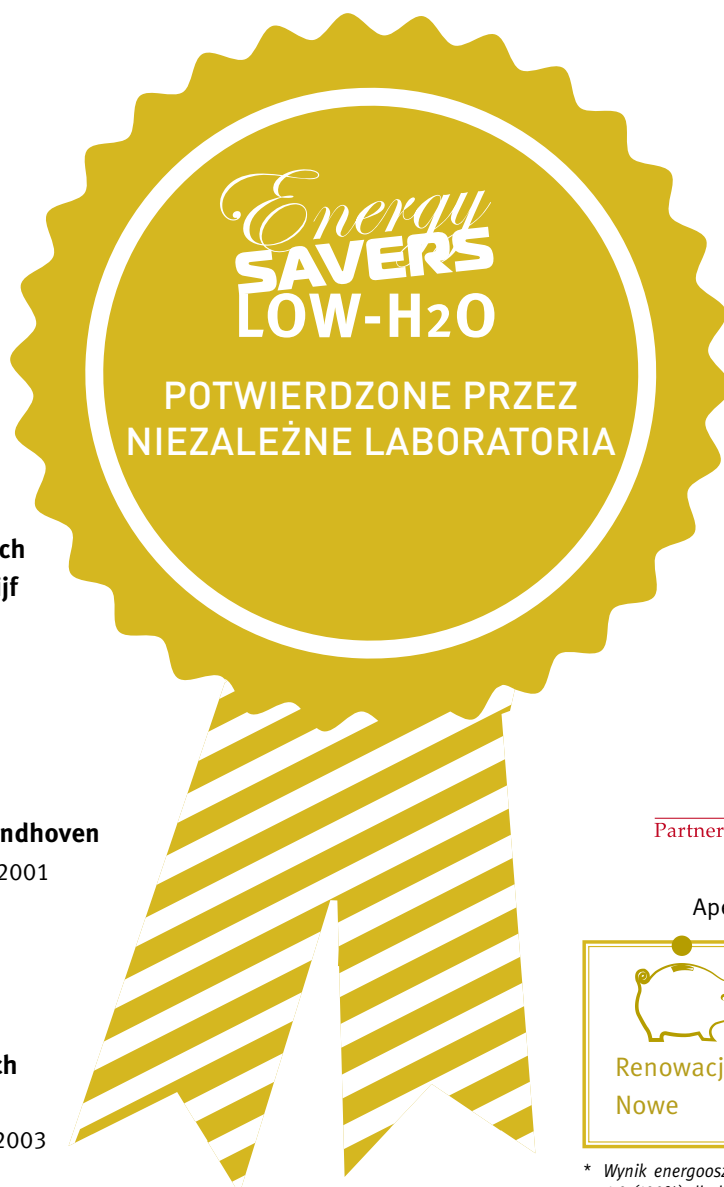 Energy
SAVERS
LOW-H2O
POTWIERDZONE PRZEZ
NIEZALEŻNE LABORATORIA
ch
ijf
ndhoven
2001
ch
2003
Partner
Ape
Renowacj
Nowe
* Wynik energoosz